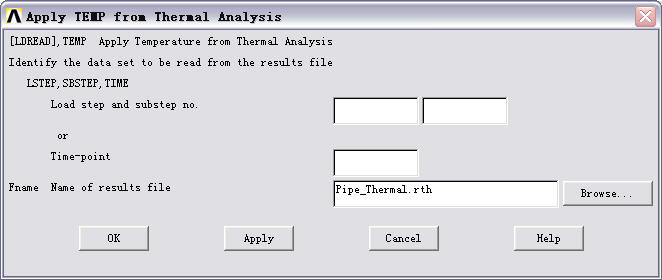 Apply TEMP from Thermal Analysis
[LDREAD],TEMP  Apply Temperature from Thermal Analysis
Identify the data set to be read from the results file
LSTEP,SBSTEP,TIME
Load step and substep no.
or
Time-point
Fname  Name of results file  Pipe_Thermal.rth  Browse...
OK  Apply  Cancel  Help